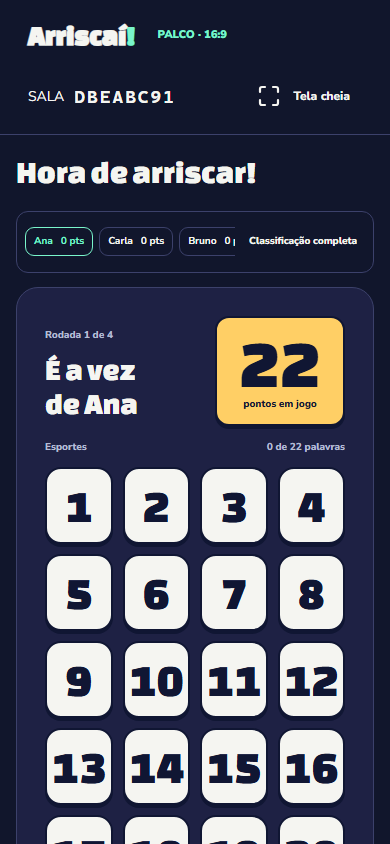 Arriscaí!
PALCO · 16:9
SALA DBEABC91
Tela cheia
Hora de arriscar!
Ana 0 pts
Carla 0 pts
Bruno 0
Classificação completa
Rodada 1 de 4
É a vez
de Ana
22
pontos em jogo
Esportes
0 de 22 palavras
1 2 3 4
5 6 7 8
9 10 11 12
13 14 15 16